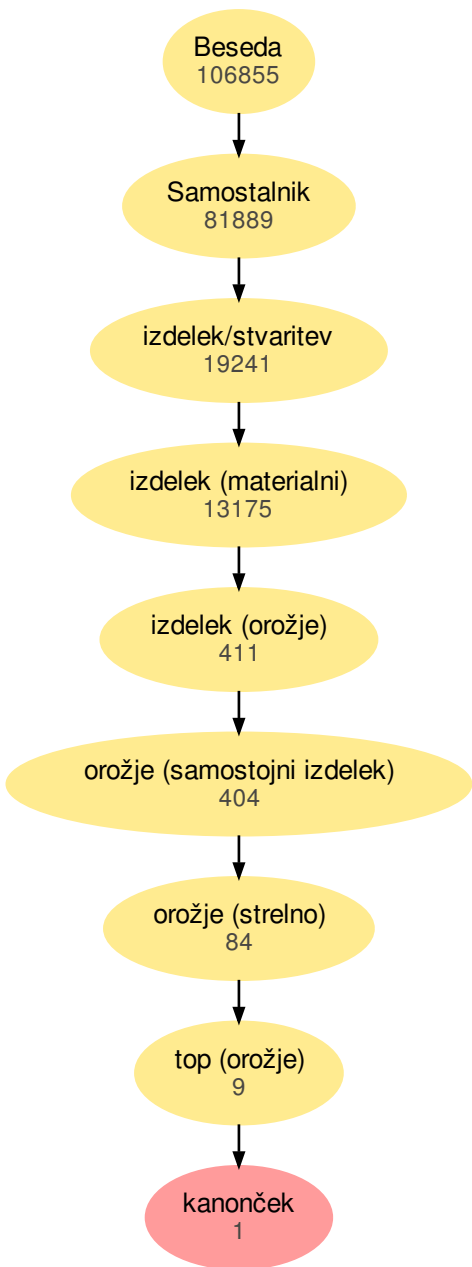 Beseda
106855
Samostalnik
81889
izdelek/stvaritev
19241
izdelek (materialni)
13175
izdelek (orožje)
411
orožje (samostojni izdelek)
404
orožje (strelno)
84
top (orožje)
9
kanonček
1